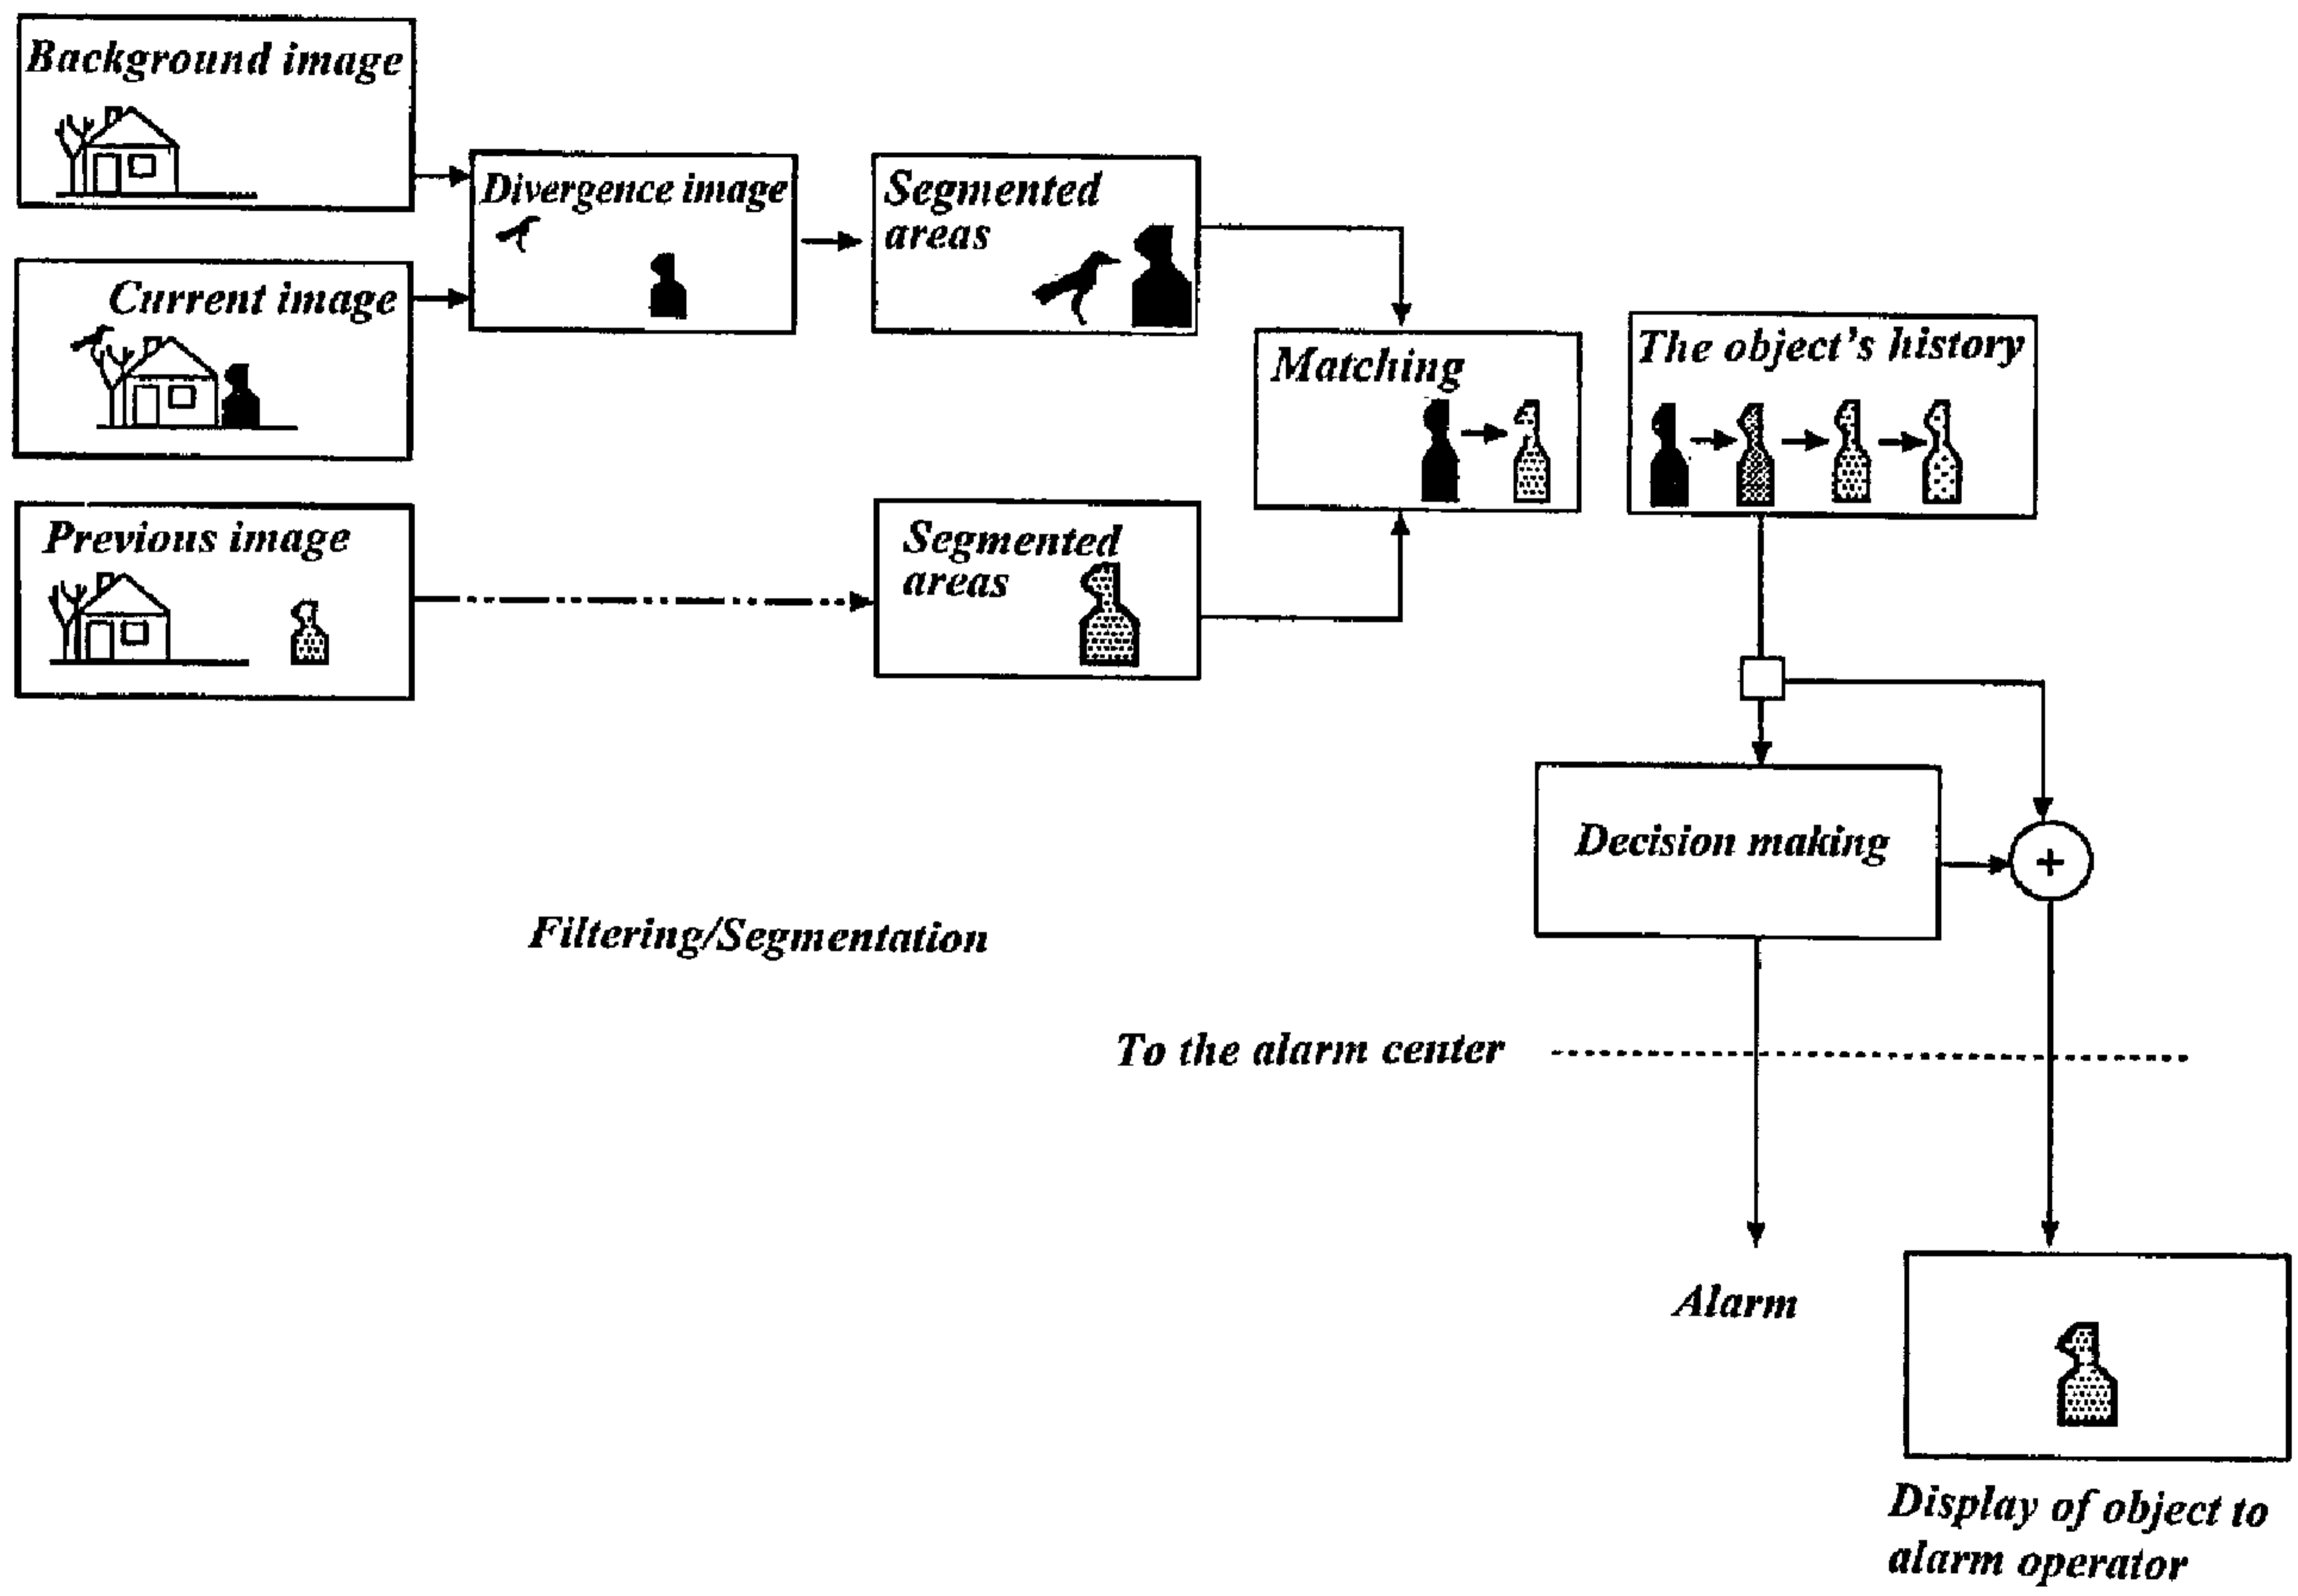 Background image
Current image
Previous image
Divergence image
Segmented
areas
Segmented
areas
Matching
The object's history
Decision making
+
Filtering/Segmentation
To the alarm center
Alarm
Display of object to
alarm operator